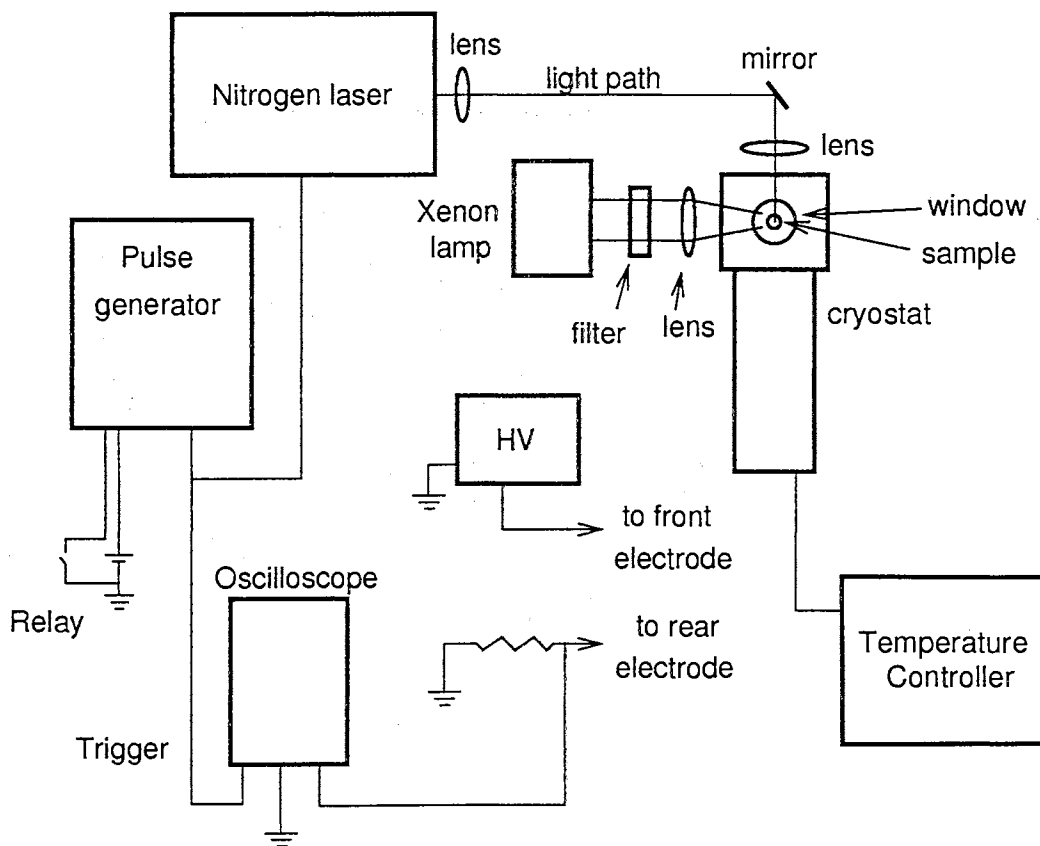 lens
mirror
Nitrogen laser
light path
lens
Xenon
lamp
window
sample
Pulse
generator
filter
lens
cryostat
HV
to front
electrode
Oscilloscope
Relay
to rear
electrode
Temperature
Controller
Trigger